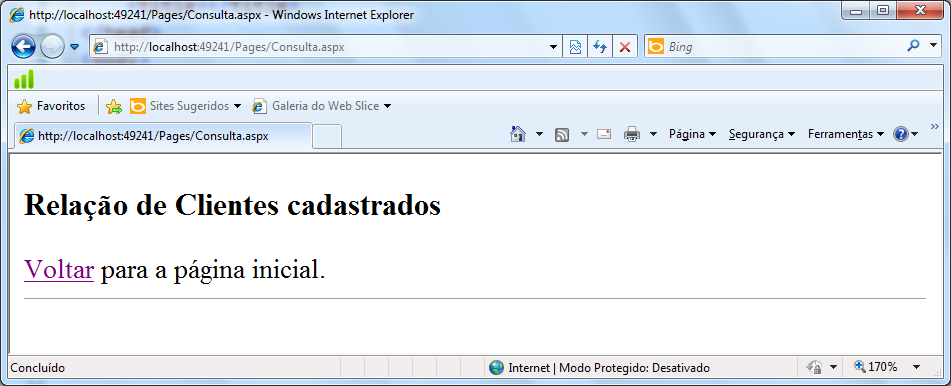 http://localhost:49241/Pages/Consulta.aspx - Windows Internet Explorer
http://localhost:49241/Pages/Consulta.aspx
Bing
Favoritos
Sites Sugeridos
Galeria do Web Slice
http://localhost:49241/Pages/Consulta.aspx
Página
Segurança
Ferramentas
Relação de Clientes cadastrados
Voltar para a página inicial.
Concluído
Internet | Modo Protegido: Desativado
170%